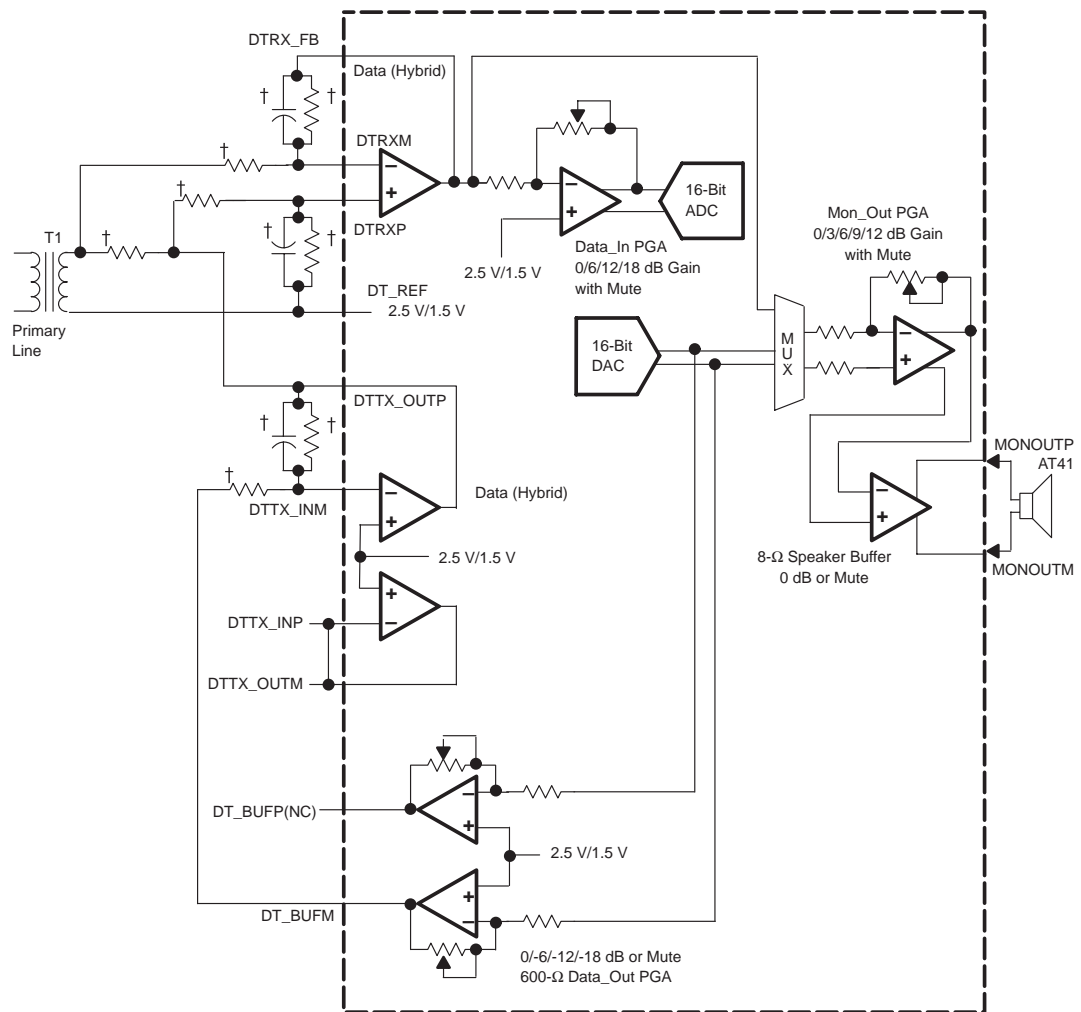 DTRX_FB
Data (Hybrid)
†
†
DTRXM
†
−
+
†
DTRXP
†
†
T1
†
Primary
Line
DT_REF
2.5 V/1.5 V
−
+
2.5 V/1.5 V
16-Bit
ADC
Data_In PGA
0/6/12/18 dB Gain
with Mute
Mon_Out PGA
0/3/6/9/12 dB Gain
with Mute
16-Bit
DAC
M
U
X
−
+
DTTX_OUTP
†
†
†
DTTX_INM
−
+
Data (Hybrid)
2.5 V/1.5 V
+
−
DTTX_INP
DTTX_OUTM
−
+
8-Ω Speaker Buffer
0 dB or Mute
MONOUTP
AT41
MONOUTM
DT_BUFP(NC)
−
+
2.5 V/1.5 V
+
−
DT_BUFM
0/-6/-12/-18 dB or Mute
600-Ω Data_Out PGA